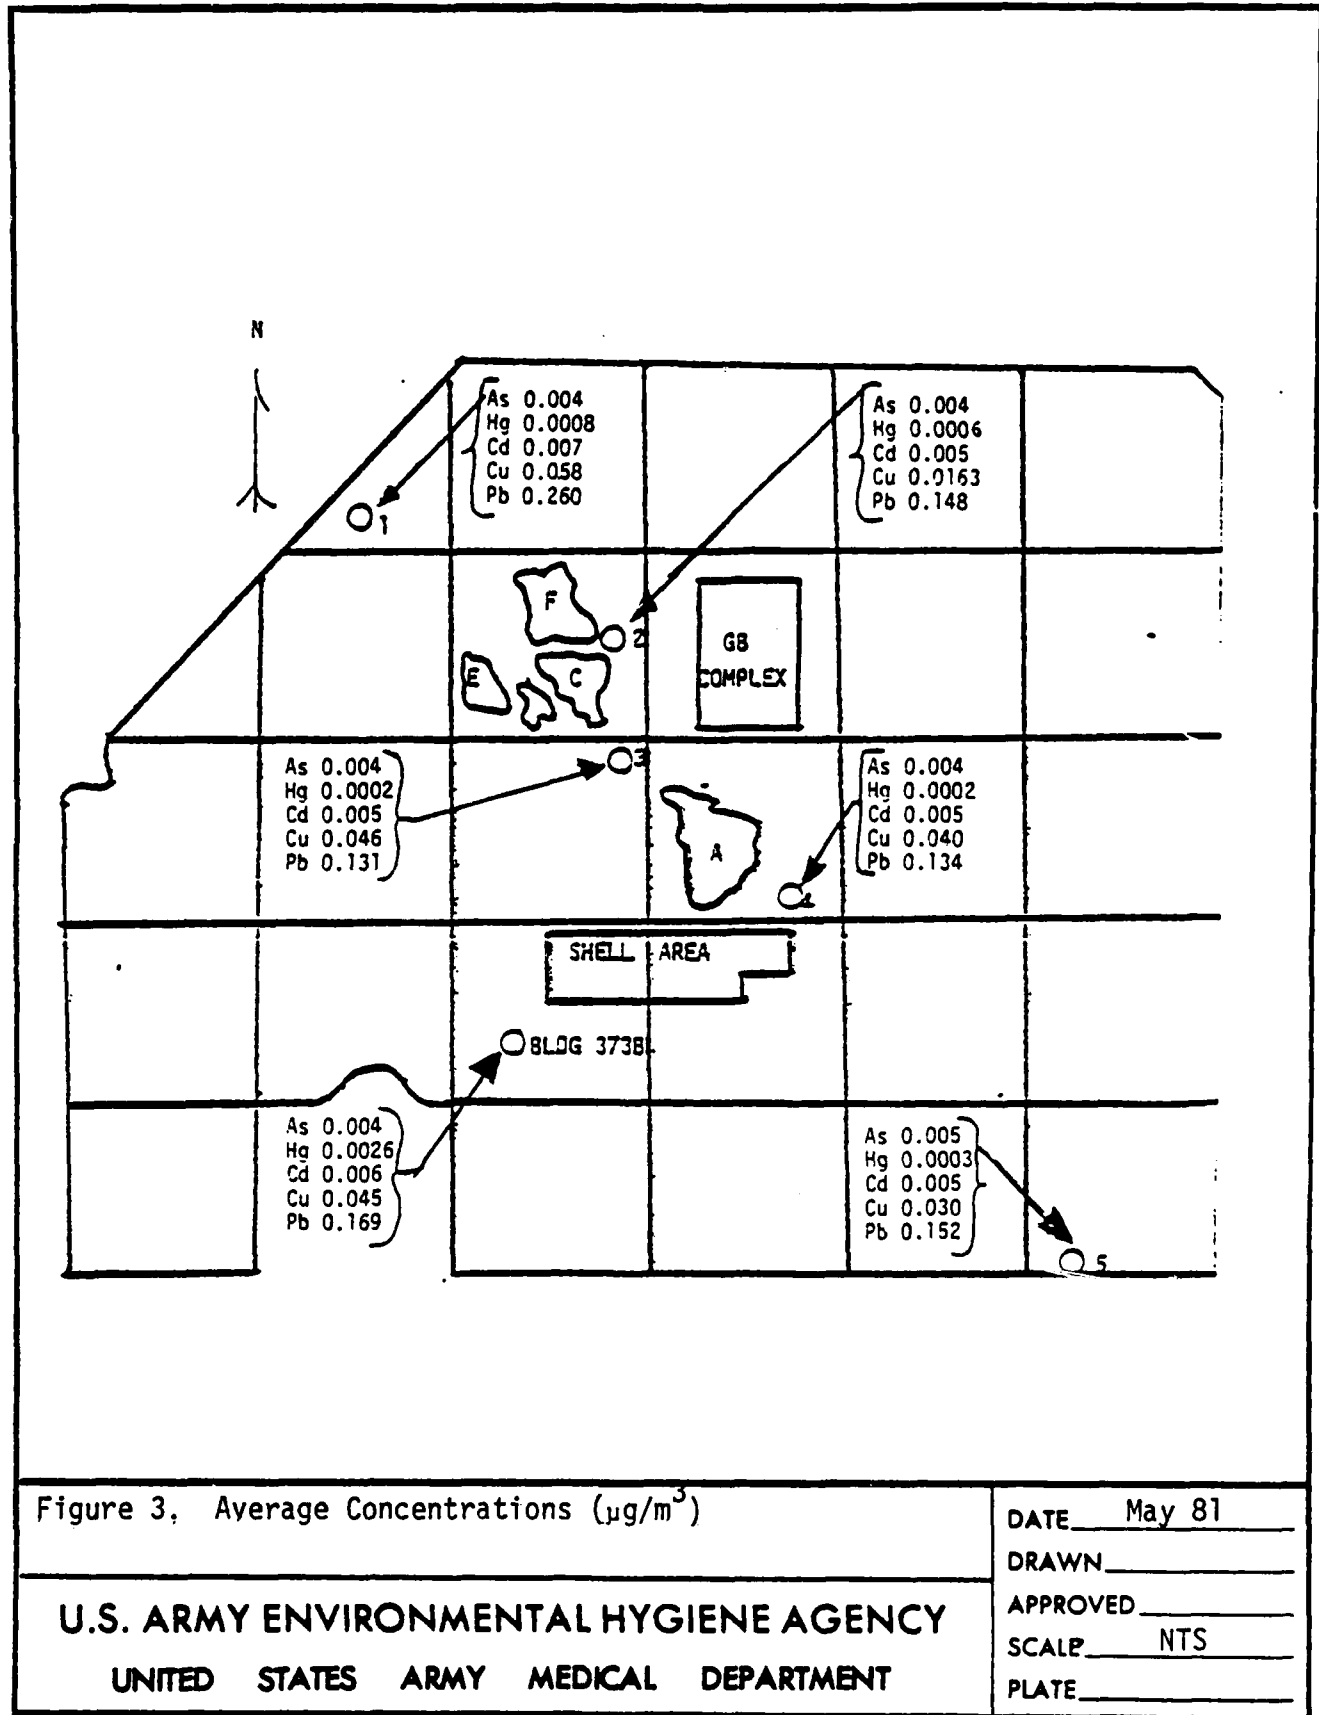 N
As 0.004
Hg 0.0008
Cd 0.007
Cu 0.058
Pb 0.260
1
As 0.004
Hg 0.0006
Cd 0.005
Cu 0.0163
Pb 0.148
F
2
GB
COMPLEX
E
C
As 0.004
Hg 0.0002
Cd 0.005
Cu 0.046
Pb 0.131
3
As 0.004
Hg 0.0002
Cd 0.005
Cu 0.040
Pb 0.134
A
4
SHELL AREA
BLDG 3738
As 0.004
Hg 0.0026
Cd 0.006
Cu 0.045
Pb 0.169
As 0.005
Hg 0.0003
Cd 0.005
Cu 0.030
Pb 0.152
5
Figure 3. Average Concentrations (µg/m³)
DATE May 81
DRAWN
APPROVED
SCALE NTS
PLATE
U.S. ARMY ENVIRONMENTAL HYGIENE AGENCY
UNITED STATES ARMY MEDICAL DEPARTMENT